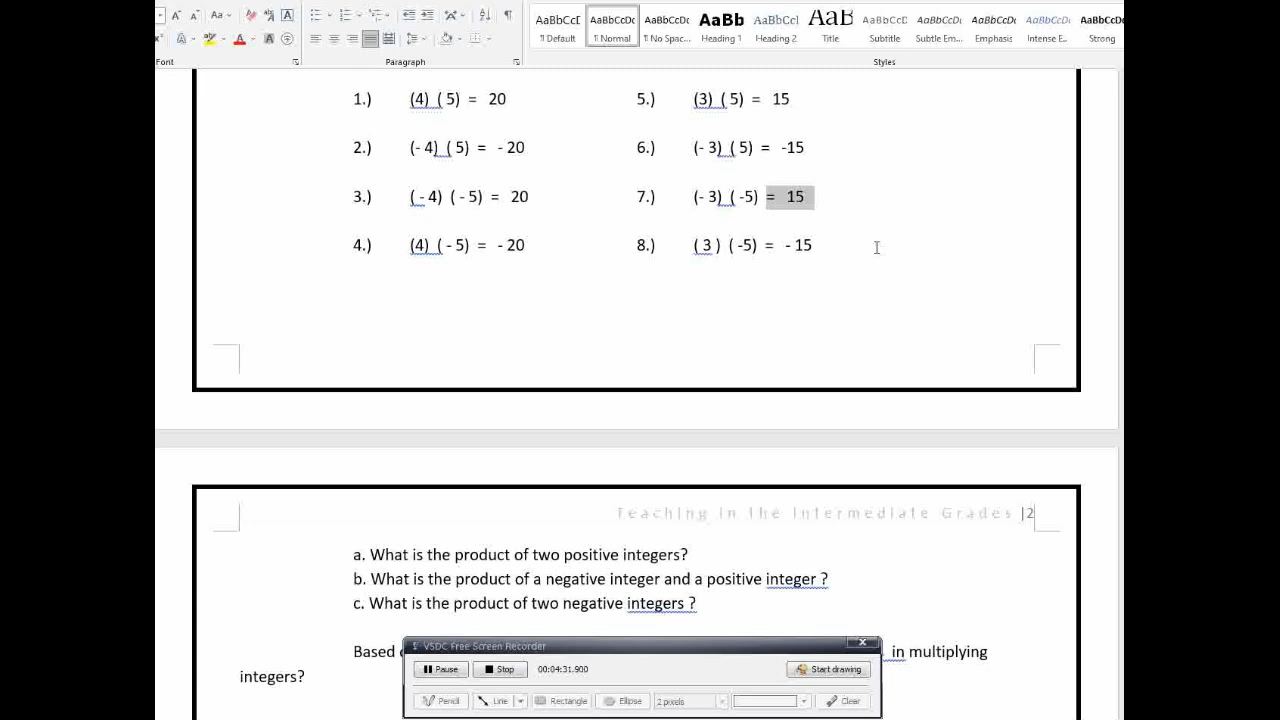 Aa
AaBbCcDc AaBbCcDc AaBbCcDc AaBb AaBbCcl AaB AaBbCcD AaBbCcDc AaBbCcDc AaBbCcDc AaBbCcDc
¶ Default ¶ Normal ¶ No Spac... Heading 1 Heading 2 Title Subtitle Subtle Em... Emphasis Intense E... Strong
Font Paragraph Styles
1.) (4) ( 5) = 20 5.) (3) ( 5) = 15
2.) (- 4) ( 5) = - 20 6.) (- 3) ( 5) = -15
3.) ( - 4) ( - 5) = 20 7.) (- 3) ( -5) = 15
4.) (4) ( - 5) = - 20 8.) ( 3 ) ( -5) = - 15
Teaching in the Intermediate Grades |2
a. What is the product of two positive integers?
b. What is the product of a negative integer and a positive integer ?
c. What is the product of two negative integers ?
Based in multiplying
integers?
VSDC Free Screen Recorder
Pause Stop 00:04:31.900 Start drawing
Pencil Line Rectangle Ellipse 2 pixels Clear